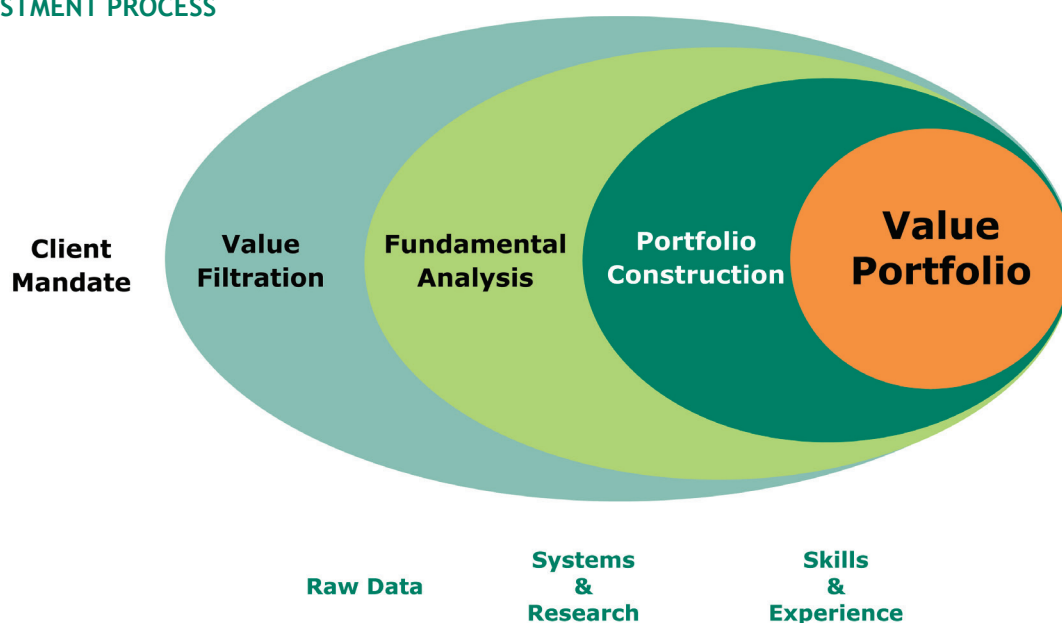 STMENT PROCESS
Client
Mandate
Value
Filtration
Fundamental
Analysis
Portfolio
Construction
Value
Portfolio
Raw Data
Systems
&
Research
Skills
&
Experience